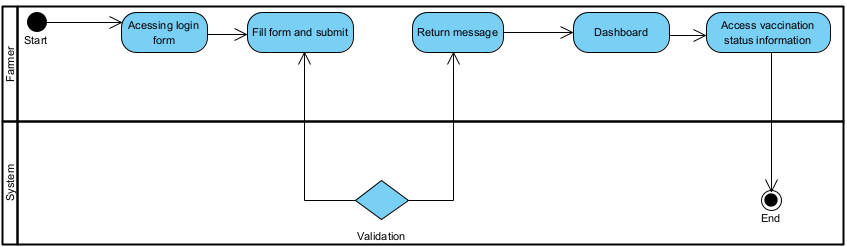 Farmer
Start
Acessing login
form
Fill form and submit
Return message
Dashboard
Access vaccination
status information
System
Validation
End